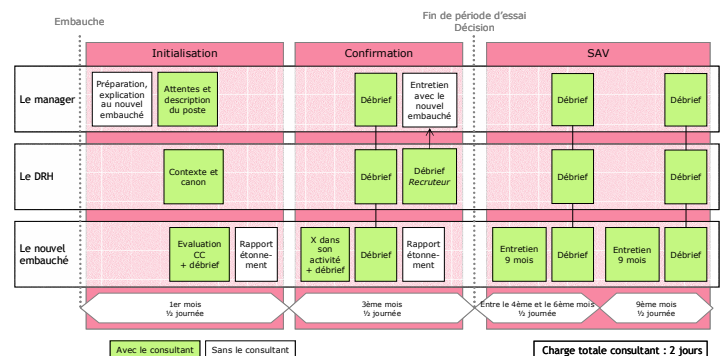 Embauche
Fin de période d'essai
Décision
Initialisation
Confirmation
SAV
Le manager
Préparation,
explication
au nouvel
embauché
Attentes et
description
du poste
Débrief
Entretien
avec le
nouvel
embauché
Débrief
Débrief
Le DRH
Contexte et
canon
Débrief
Débrief
Recruteur
Débrief
Débrief
Le nouvel
embauché
Evaluation
CC
+ débrief
Rapport
étonne-
ment
X dans
son
activité
+ débrief
Débrief
Rapport
étonne-
ment
Entretien
9 mois
Débrief
Entretien
9 mois
Débrief
1er mois
½ journée
3ème mois
½ journée
Entre le 4ème et le 6ème mois
½ journée
9ème mois
½ journée
Avec le consultant
Sans le consultant
Charge totale consultant : 2 jours